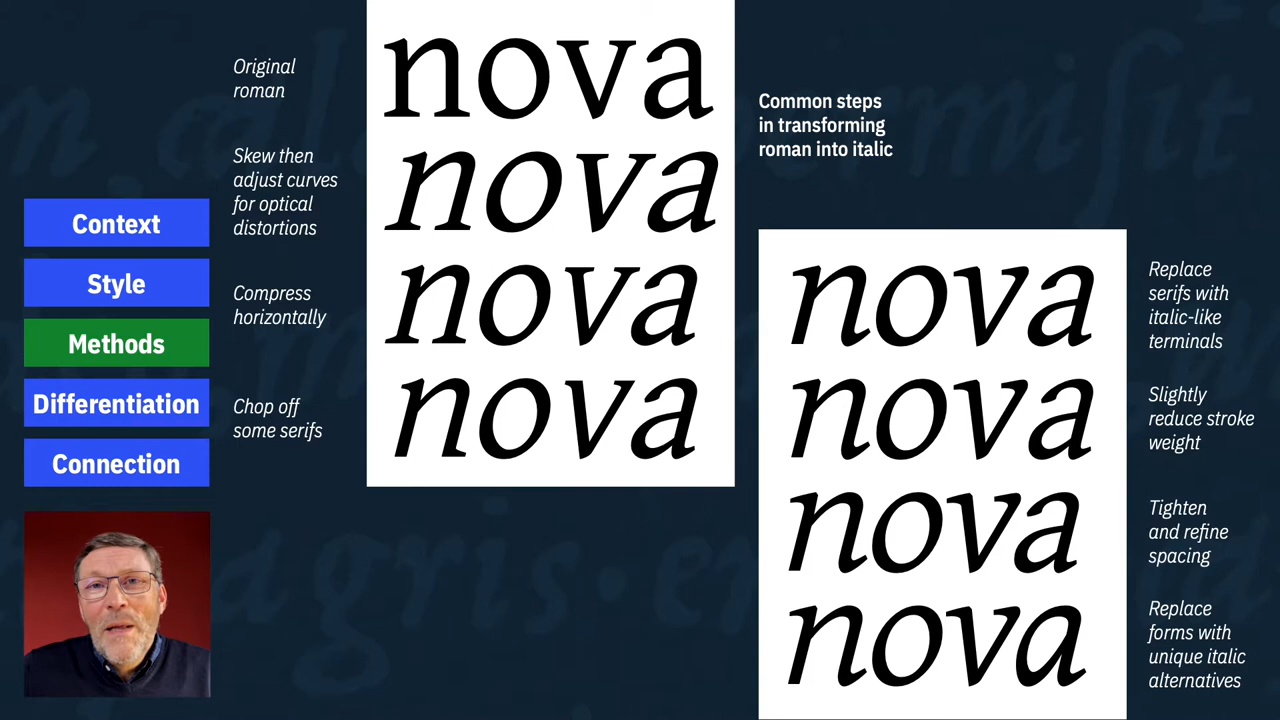 Context
Style
Methods
Differentiation
Connection
Original
roman
Skew then
adjust curves
for optical
distortions
Compress
horizontally
Chop off
some serifs
nova
nova
nova
nova
Common steps
in transforming
roman into italic
nova
nova
nova
nova
Replace
serifs with
italic-like
terminals
Slightly
reduce stroke
weight
Tighten
and refine
spacing
Replace
forms with
unique italic
alternatives